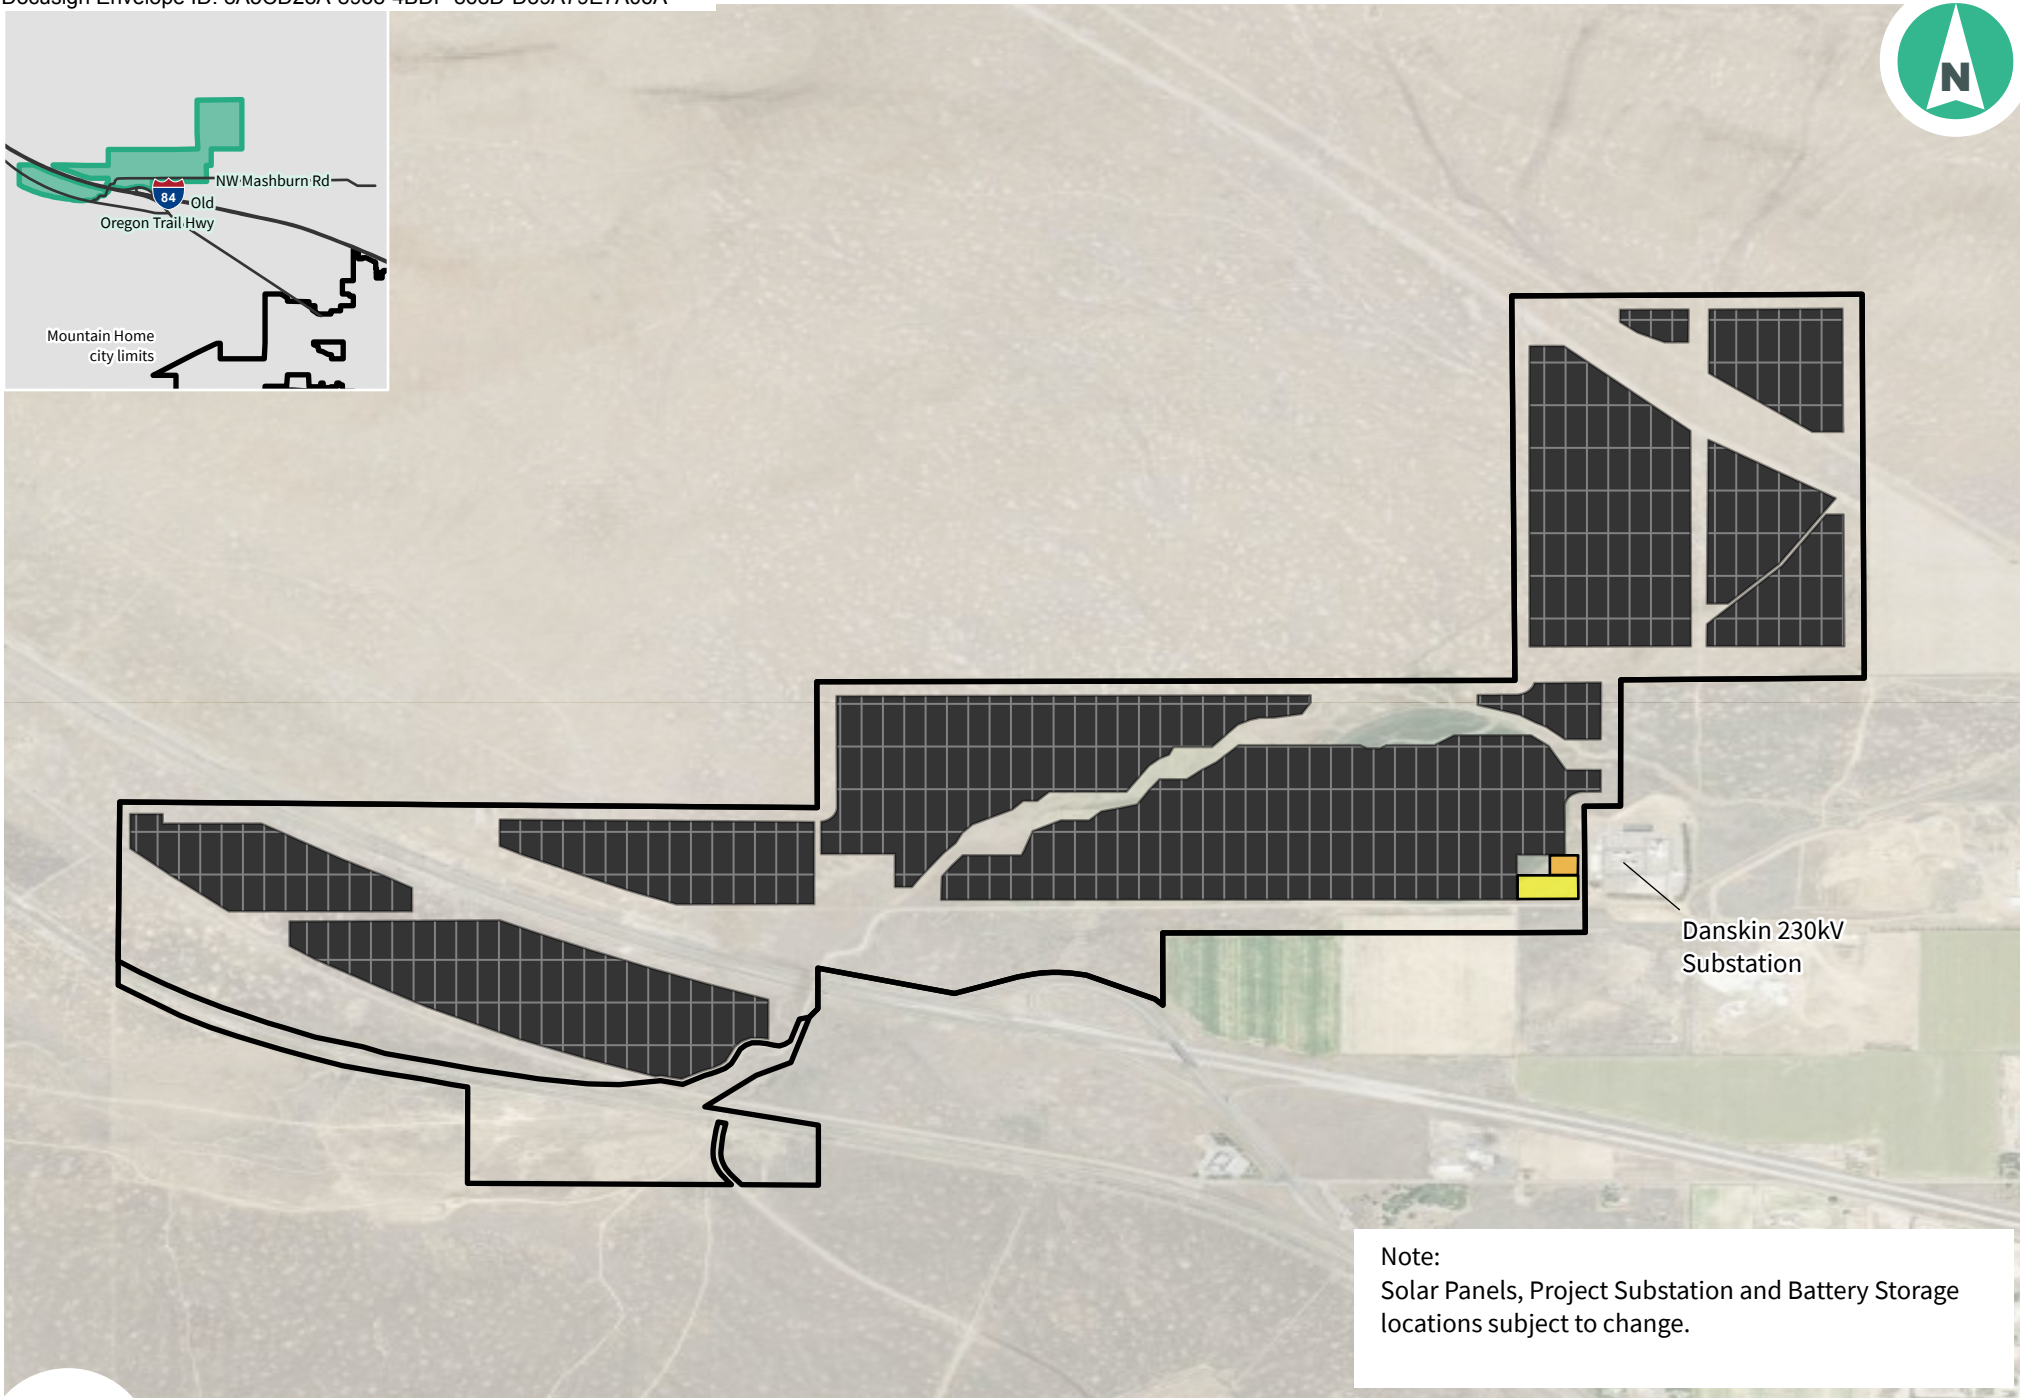 N
NW Mashburn Rd
84
Old
Oregon Trail Hwy
Mountain Home
city limits
Danskin 230kV
Substation
Note:
Solar Panels, Project Substation and Battery Storage
locations subject to change.